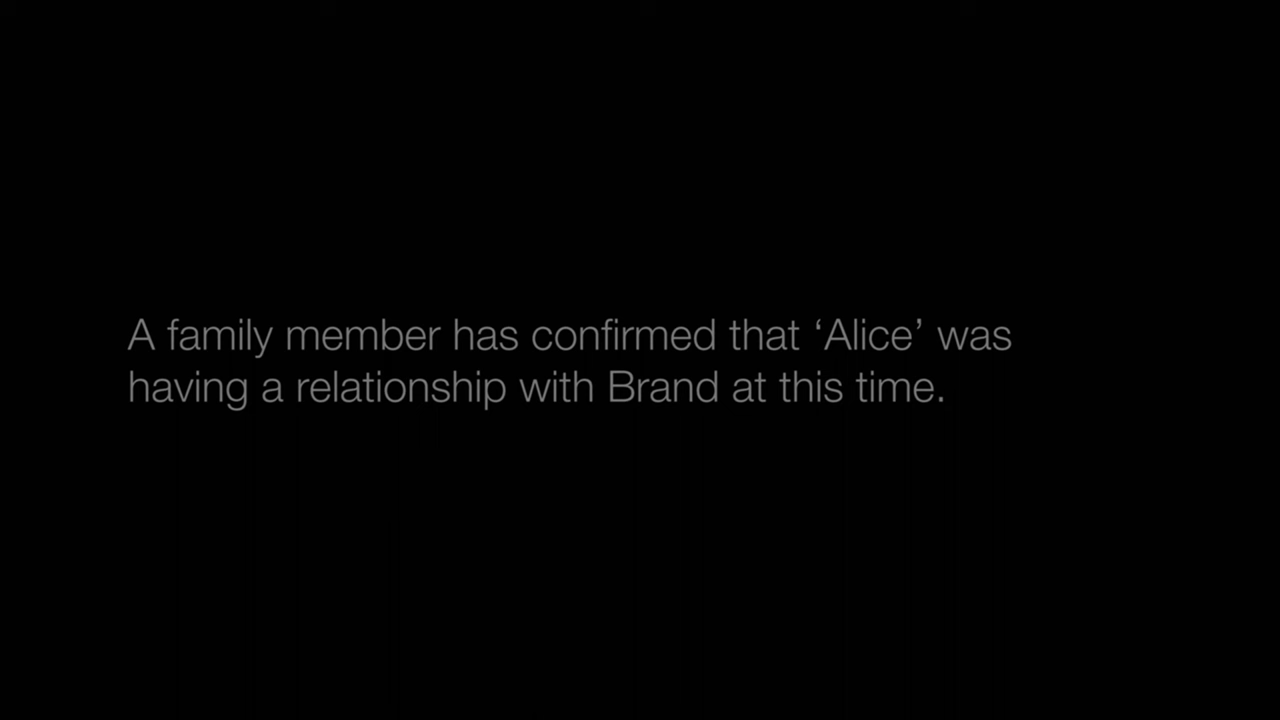 A family member has confirmed that ‘Alice’ was
having a relationship with Brand at this time.